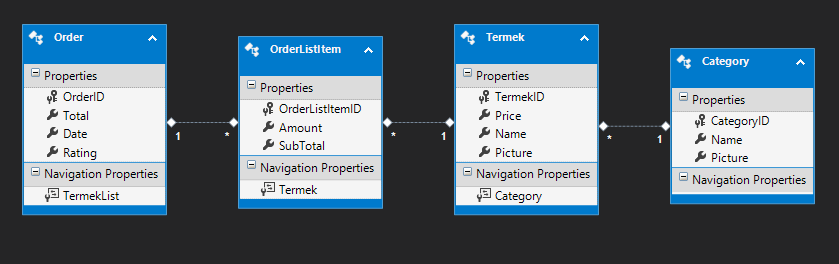 Order
Properties
OrderID
Total
Date
Rating
Navigation Properties
TermekList
1
*
OrderListItem
Properties
OrderListItemID
Amount
SubTotal
Navigation Properties
Termek
*
1
Termek
Properties
TermekID
Price
Name
Picture
Navigation Properties
Category
*
1
Category
Properties
CategoryID
Name
Picture
Navigation Properties